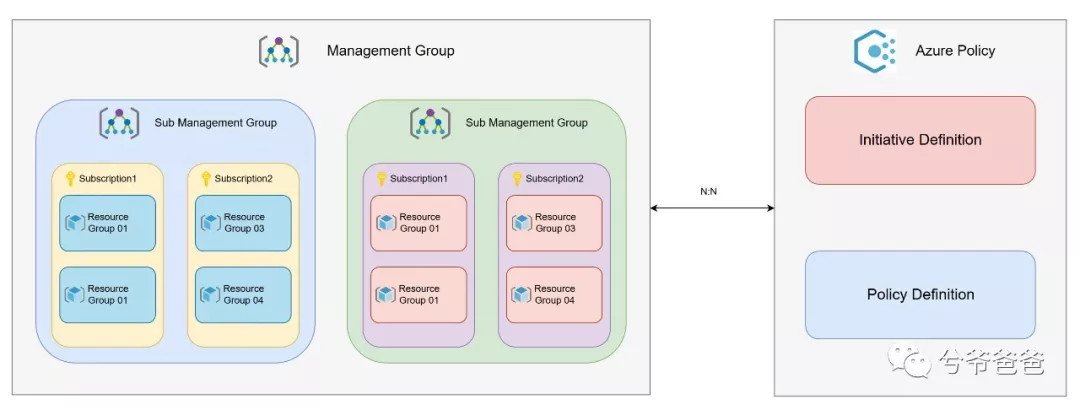 Management Group
Azure Policy
Sub Management Group
Sub Management Group
Initiative Definition
Subscription1
Subscription2
Subscription1
Subscription2
N:N
Resource
Group 01
Resource
Group 03
Resource
Group 01
Resource
Group 03
Resource
Group 01
Resource
Group 04
Resource
Group 01
Resource
Group 04
Policy Definition
兮爷爸爸